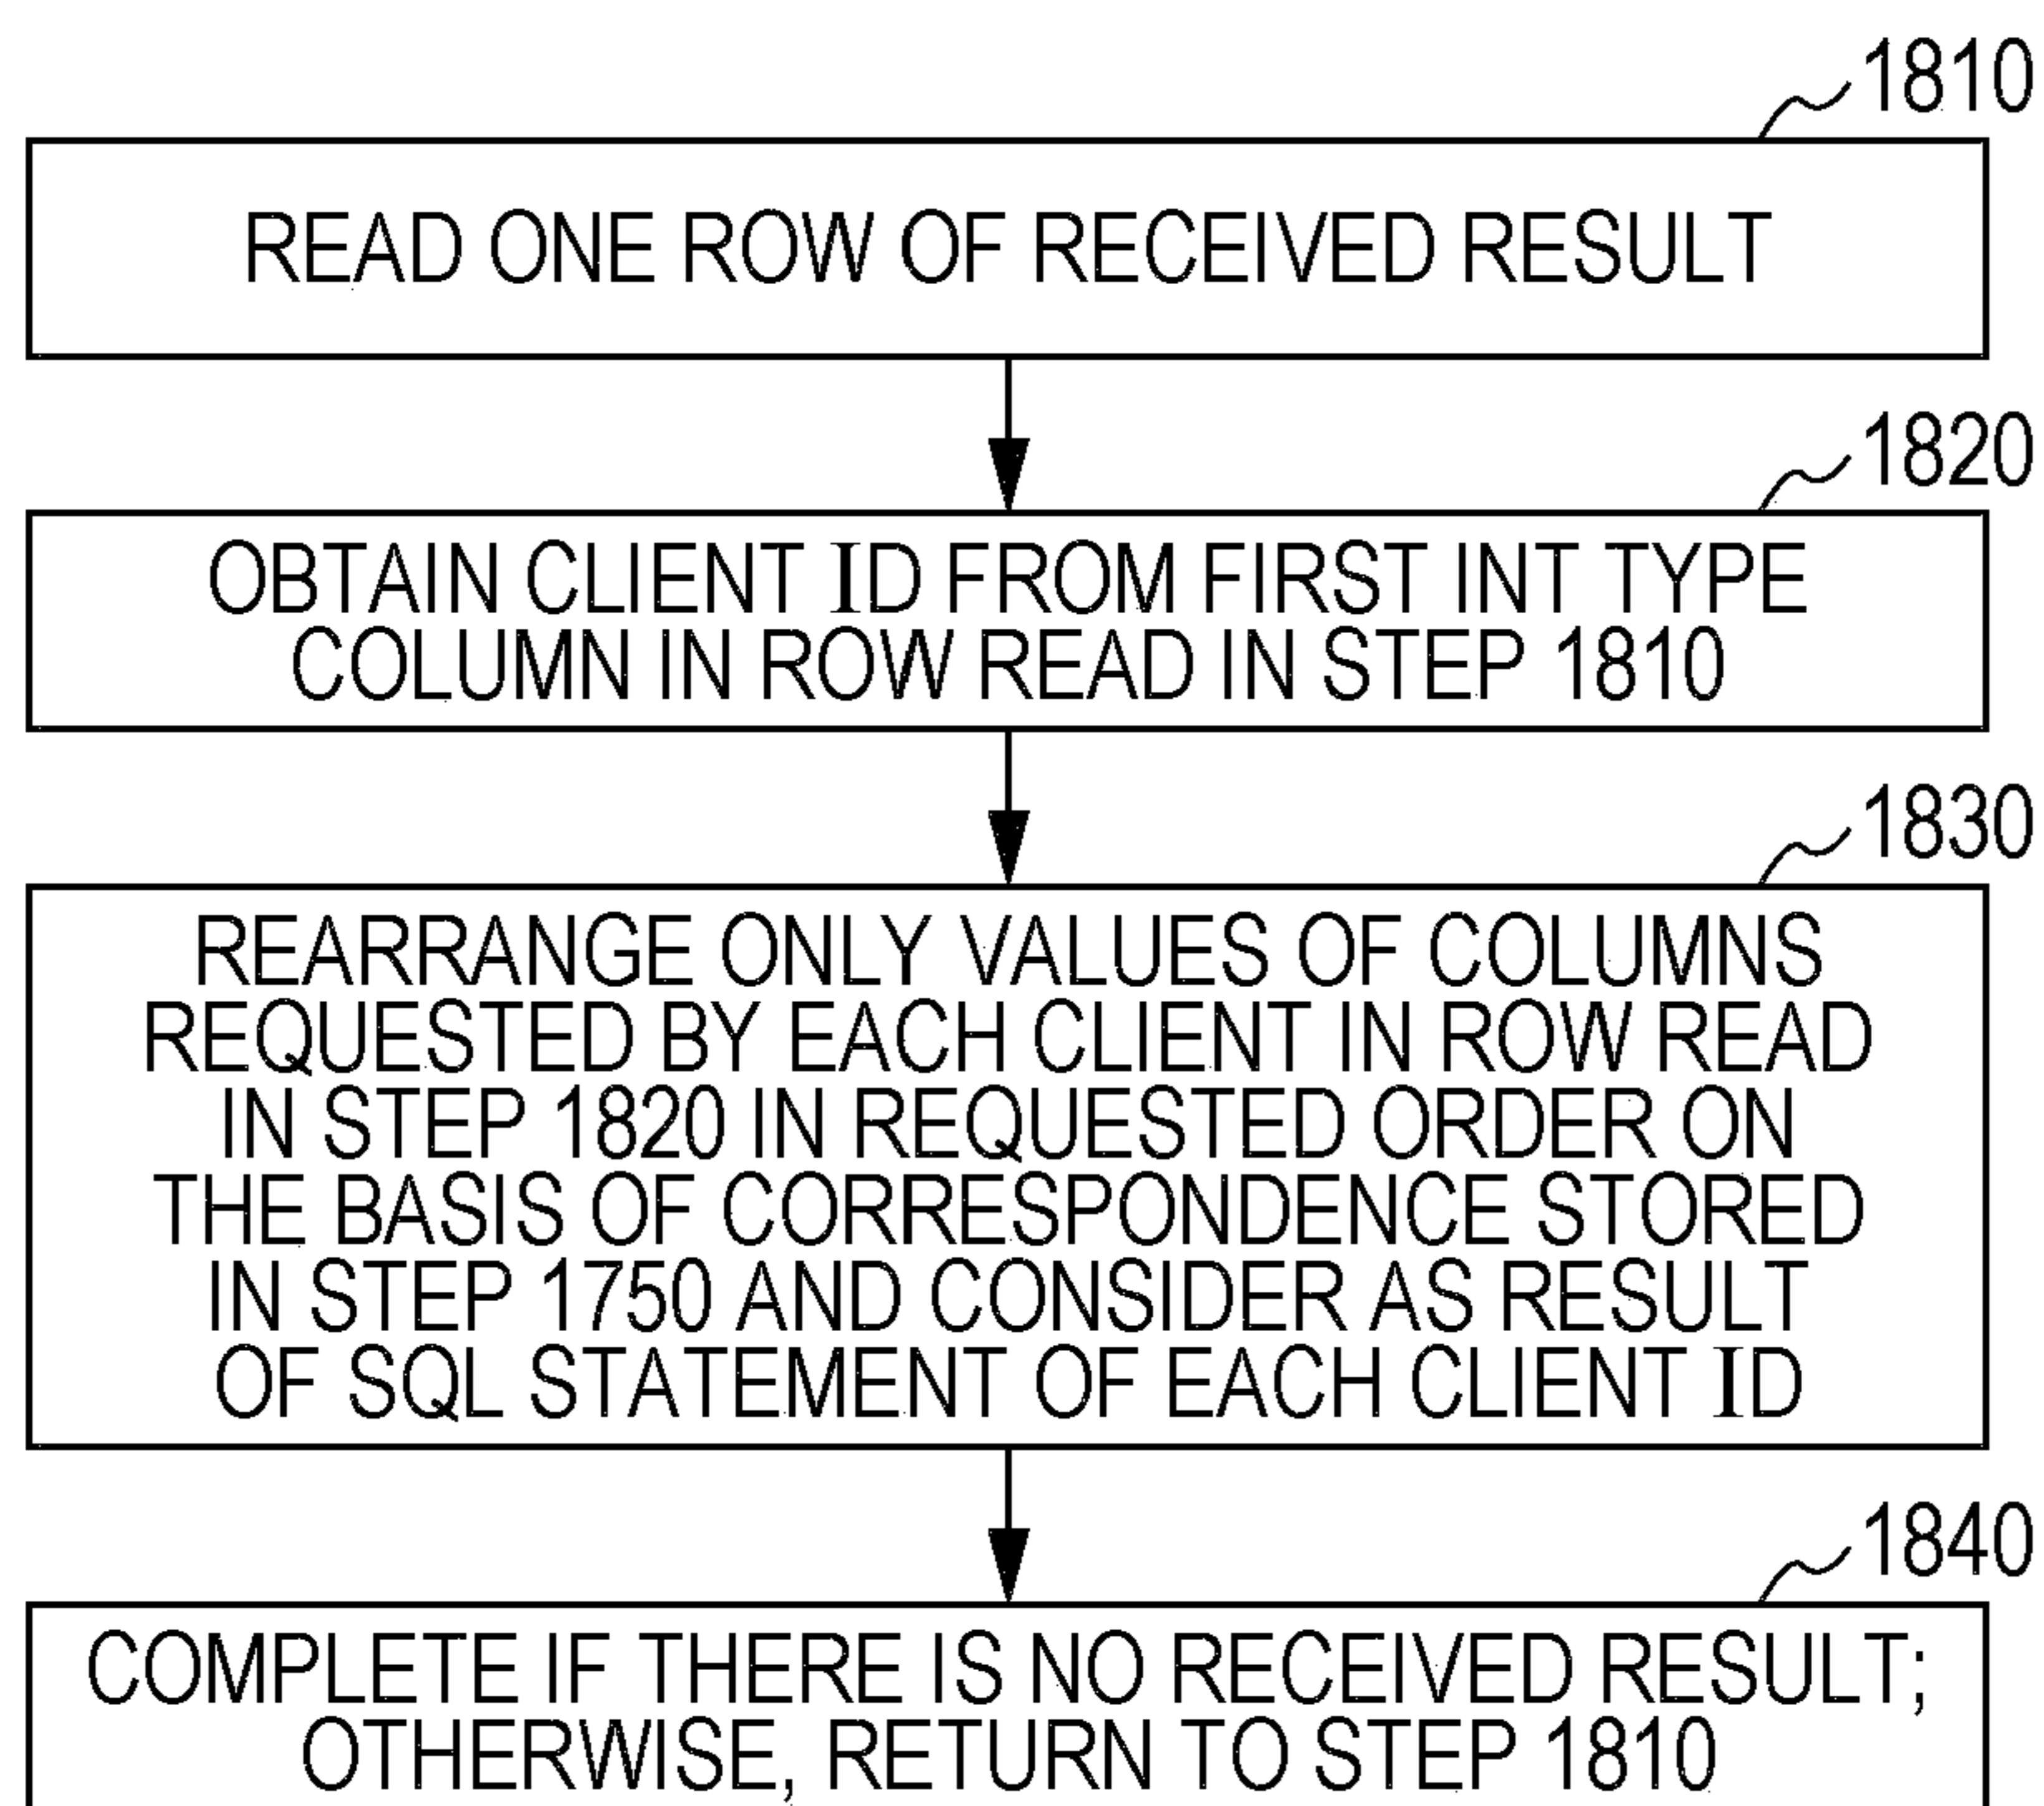 1810
READ ONE ROW OF RECEIVED RESULT
1820
OBTAIN CLIENT ID FROM FIRST INT TYPE
COLUMN IN ROW READ IN STEP 1810
1830
REARRANGE ONLY VALUES OF COLUMNS
REQUESTED BY EACH CLIENT IN ROW READ
IN STEP 1820 IN REQUESTED ORDER ON
THE BASIS OF CORRESPONDENCE STORED
IN STEP 1750 AND CONSIDER AS RESULT
OF SQL STATEMENT OF EACH CLIENT ID
1840
COMPLETE IF THERE IS NO RECEIVED RESULT;
OTHERWISE, RETURN TO STEP 1810